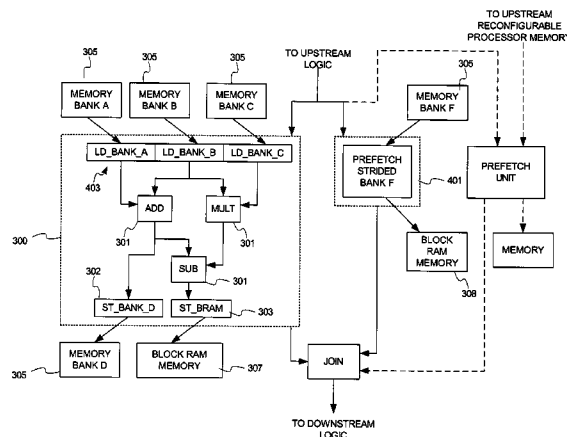 TO UPSTREAM
RECONFIGURABLE
PROCESSOR MEMORY
TO UPSTREAM
LOGIC
305
305
305
305
MEMORY
BANK A
MEMORY
BANK B
MEMORY
BANK C
MEMORY
BANK F
LD_BANK_A
LD_BANK_B
LD_BANK_C
403
PREFETCH
STRIDED
BANK F
401
PREFETCH
UNIT
ADD
MULT
301
301
300
BLOCK
RAM
MEMORY
308
MEMORY
302
SUB
301
ST_BANK_D
ST_BRAM
303
MEMORY
BANK D
305
BLOCK RAM
MEMORY
307
JOIN
TO DOWNSTREAM
LOGIC